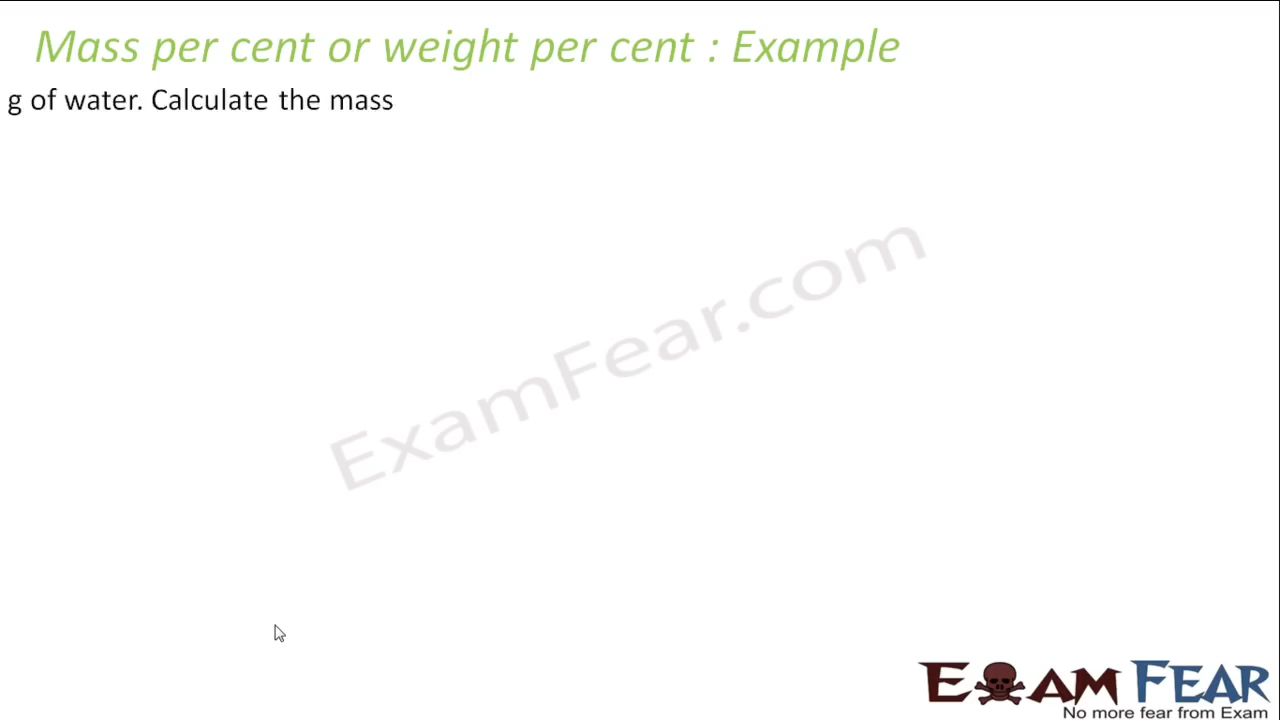 Mass per cent or weight per cent : Example
g of water. Calculate the mass
ExamFear.com
EXAM FEAR
No more fear from Exam